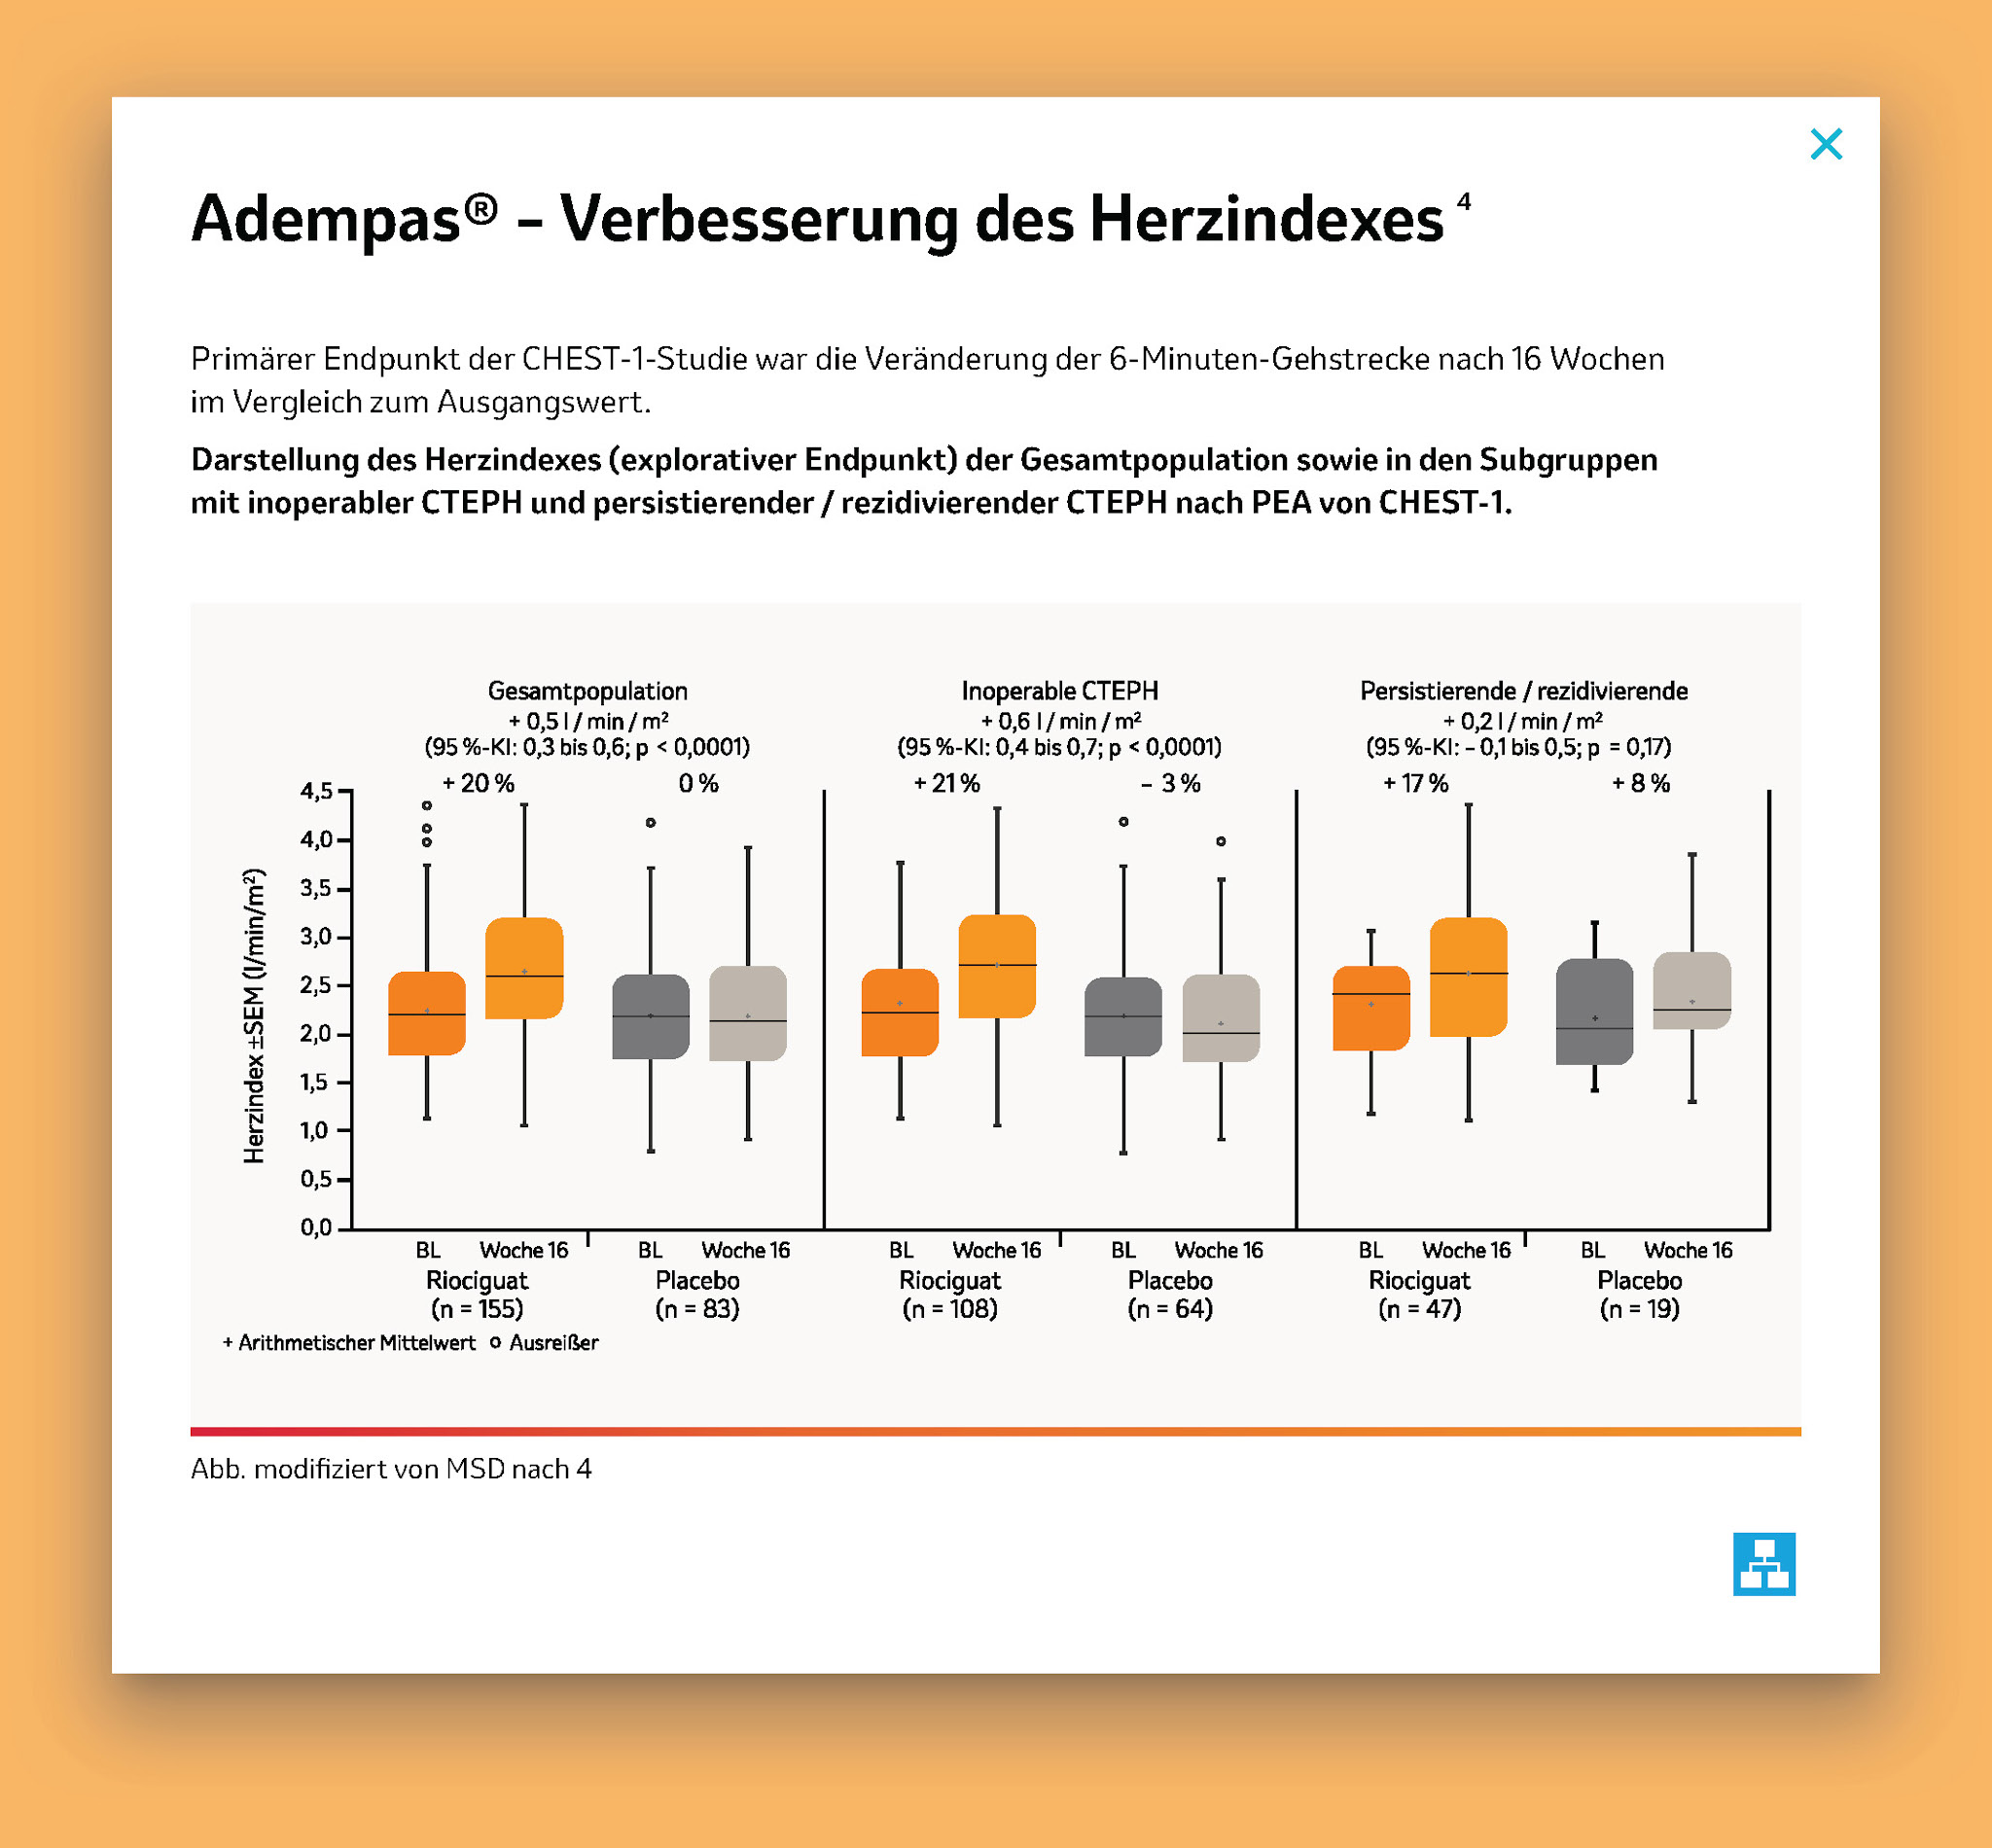 Adempas® – Verbesserung des Herzindexes ⁴
Primärer Endpunkt der CHEST-1-Studie war die Veränderung der 6-Minuten-Gehstrecke nach 16 Wochen
im Vergleich zum Ausgangswert.
Darstellung des Herzindexes (explorativer Endpunkt) der Gesamtpopulation sowie in den Subgruppen
mit inoperabler CTEPH und persistierender / rezidivierender CTEPH nach PEA von CHEST-1.
Gesamtpopulation
+ 0,5 l / min / m²
(95 %-KI: 0,3 bis 0,6; p < 0,0001)
+ 20 % 0 %
Inoperable CTEPH
+ 0,6 l / min / m²
(95 %-KI: 0,4 bis 0,7; p < 0,0001)
+ 21 % – 3 %
Persistierende / rezidivierende
+ 0,2 l / min / m²
(95 %-KI: – 0,1 bis 0,5; p = 0,17)
+ 17 % + 8 %
Herzindex ±SEM (l/min/m²)
4,5
4,0
3,5
3,0
2,5
2,0
1,5
1,0
0,5
0,0
BL Woche 16 BL Woche 16 BL Woche 16 BL Woche 16 BL Woche 16 BL Woche 16
Riociguat Placebo Riociguat Placebo Riociguat Placebo
(n = 155) (n = 83) (n = 108) (n = 64) (n = 47) (n = 19)
+ Arithmetischer Mittelwert o Ausreißer
Abb. modifiziert von MSD nach 4